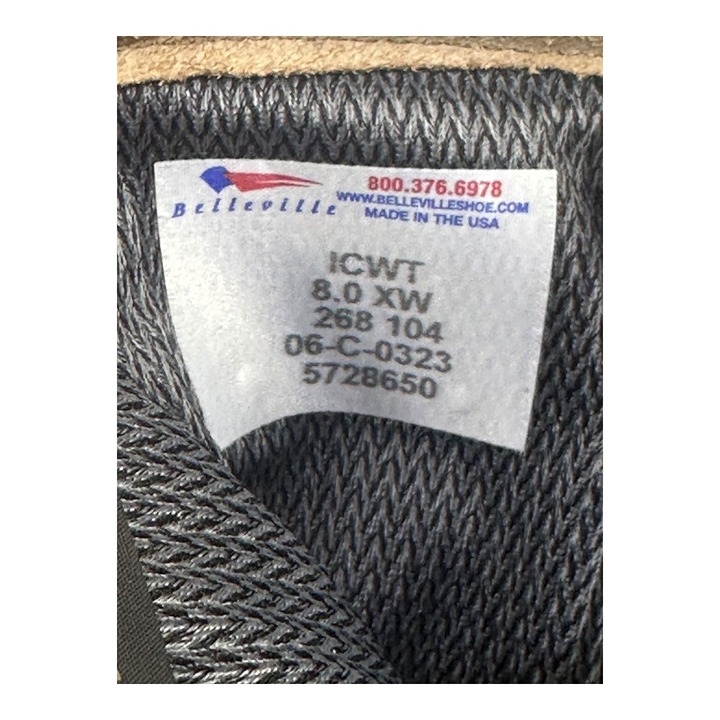 Belleville
800.376.6978
WWW.BELLEVILLESHOE.COM
MADE IN THE USA
ICWT
8.0 XW
268 104
06-C-0323
5728650